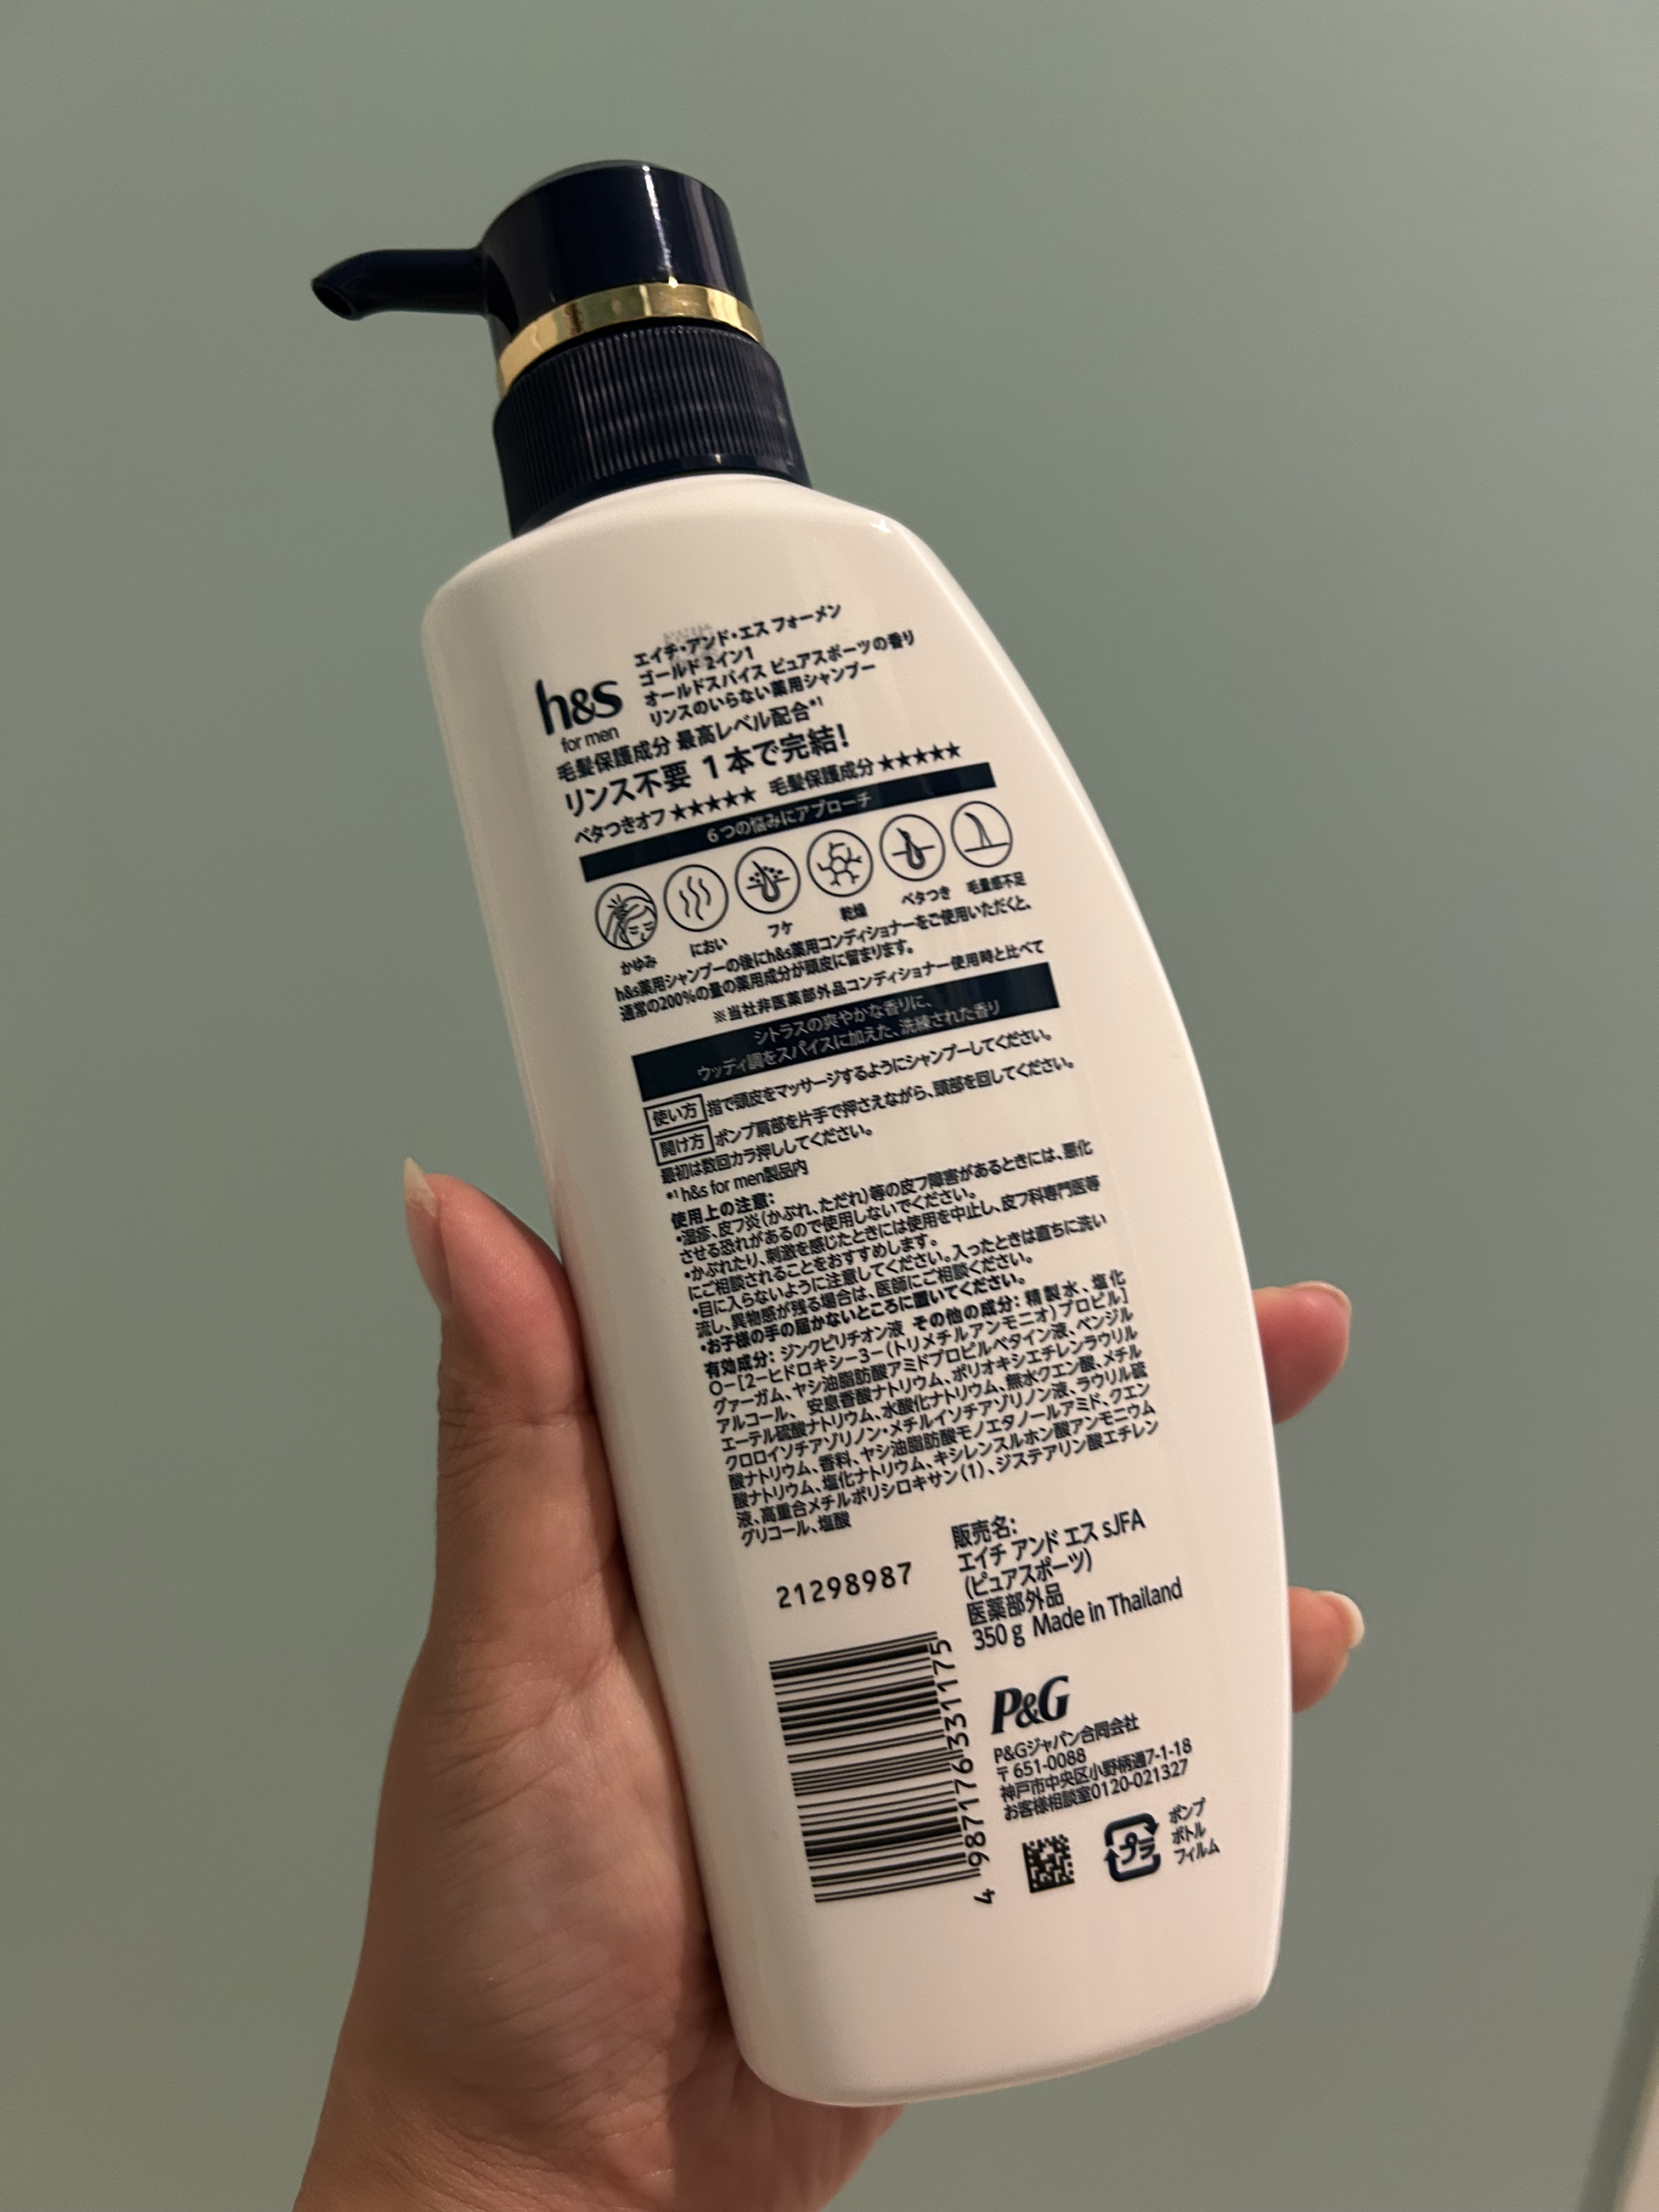 エイチ・アンド・エス フォーメン
ゴールド 2イン1
オールドスパイス ピュアスポーツの香り
リンスのいらない薬用シャンプー
h&s
for men
毛髪保護成分 最高レベル配合*1
リンス不要 1本で完結!
ベタつきオフ★★★★★ 毛髪保護成分★★★★★
6つの悩みにアプローチ
かゆみ におい フケ 乾燥 ベタつき 毛量感不足
h&s薬用シャンプーの後にh&s薬用コンディショナーをご使用いただくと、
通常の200%の量の薬用成分が頭皮に留まります。
※当社非医薬部外品コンディショナー使用時と比べて
シトラスの爽やかな香りに、
ウッディ調をスパイスに加えた、洗練された香り
使い方 指で頭皮をマッサージするようにシャンプーしてください。
開け方 ポンプ肩部を片手で押さえながら、頭部を回してください。
最初は数回カラ押ししてください。
*1 h&s for men製品内
使用上の注意:
•湿疹、皮フ炎(かぶれ、ただれ)等の皮フ障害があるときには、悪化
させる恐れがあるので使用しないでください。
•かぶれたり、刺激を感じたときには使用を中止し、皮フ科専門医等
にご相談されることをおすすめします。
•目に入らないように注意してください。入ったときは直ちに洗い
流し、異物感が残る場合は、医師にご相談ください。
•お子様の手の届かないところに置いてください。
有効成分: ジンクピリチオン液 その他の成分: 精製水、塩化
O-[2-ヒドロキシ-3-(トリメチルアンモニオ)プロピル]
グァーガム、ヤシ油脂肪酸アミドプロピルベタイン液、ベンジル
アルコール、安息香酸ナトリウム、ポリオキシエチレンラウリル
エーテル硫酸ナトリウム、水酸化ナトリウム、無水クエン酸、メチル
クロロイソチアゾリノン・メチルイソチアゾリノン液、ラウリル硫
酸ナトリウム、香料、ヤシ油脂肪酸モノエタノールアミド、クエン
酸ナトリウム、塩化ナトリウム、キシレンスルホン酸アンモニウム
液、高重合メチルポリシロキサン(1)、ジステアリン酸エチレン
グリコール、塩酸
21298987
販売名:
エイチ アンド エス sJFA
(ピュアスポーツ)
医薬部外品
350 g Made in Thailand
4 987176 331175
P&G
P&Gジャパン合同会社
〒651-0088
神戸市中央区小野柄通7-1-18
お客様相談室0120-021327
プラ
ポンプ
ボトル
フィルム